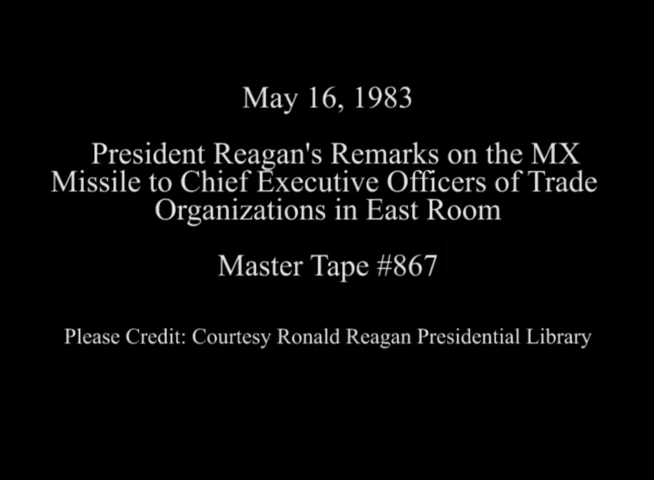 May 16, 1983
President Reagan's Remarks on the MX
Missile to Chief Executive Officers of Trade
Organizations in East Room
Master Tape #867
Please Credit: Courtesy Ronald Reagan Presidential Library